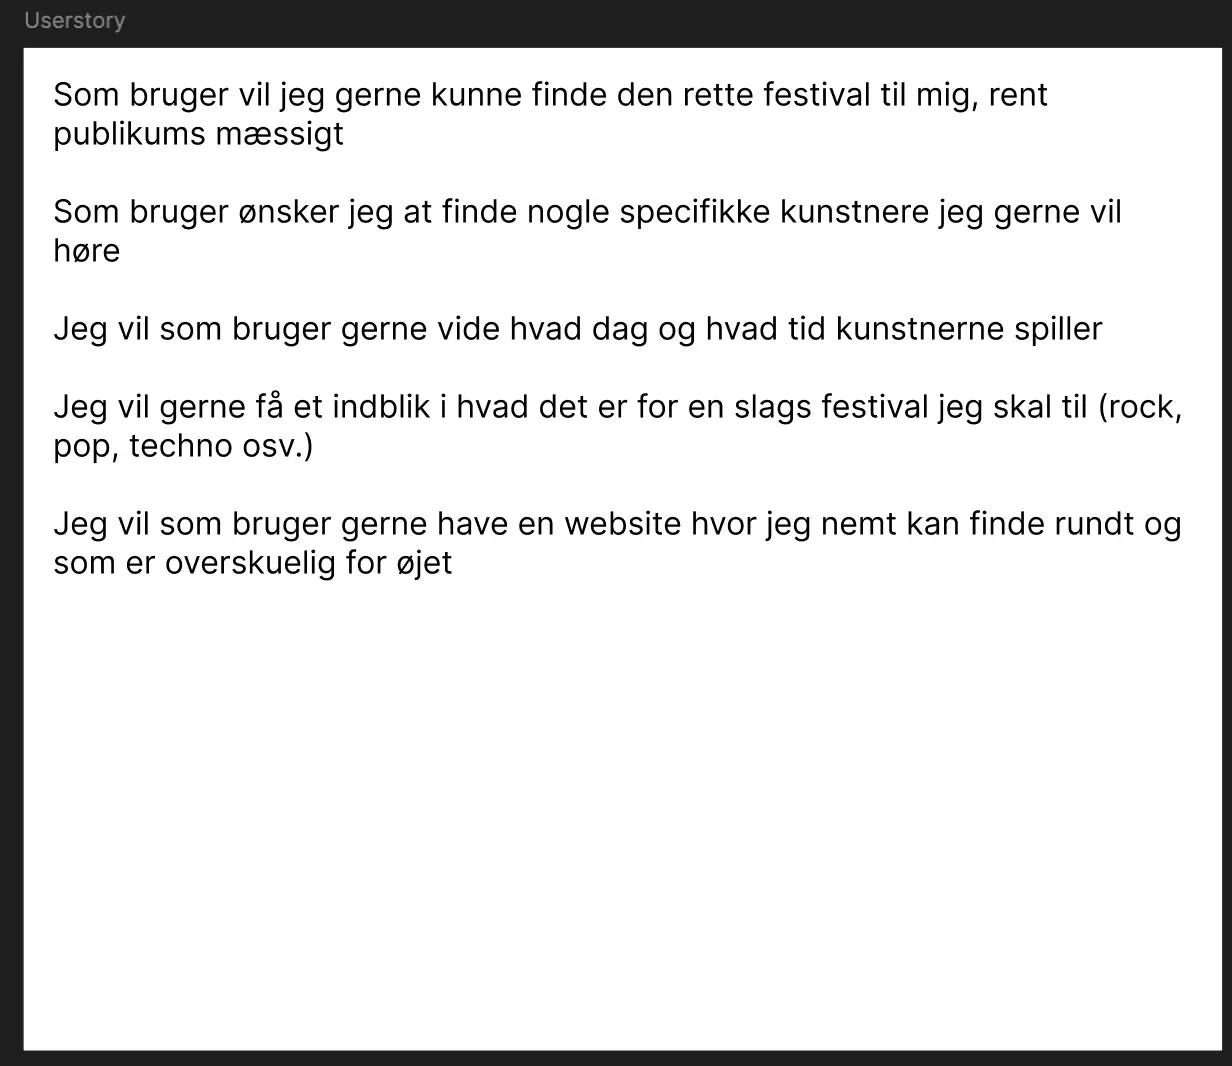 Userstory
Som bruger vil jeg gerne kunne finde den rette festival til mig, rent
publikums mæssigt
Som bruger ønsker jeg at finde nogle specifikke kunstnere jeg gerne vil
høre
Jeg vil som bruger gerne vide hvad dag og hvad tid kunstnerne spiller
Jeg vil gerne få et indblik i hvad det er for en slags festival jeg skal til (rock,
pop, techno osv.)
Jeg vil som bruger gerne have en website hvor jeg nemt kan finde rundt og
som er overskuelig for øjet